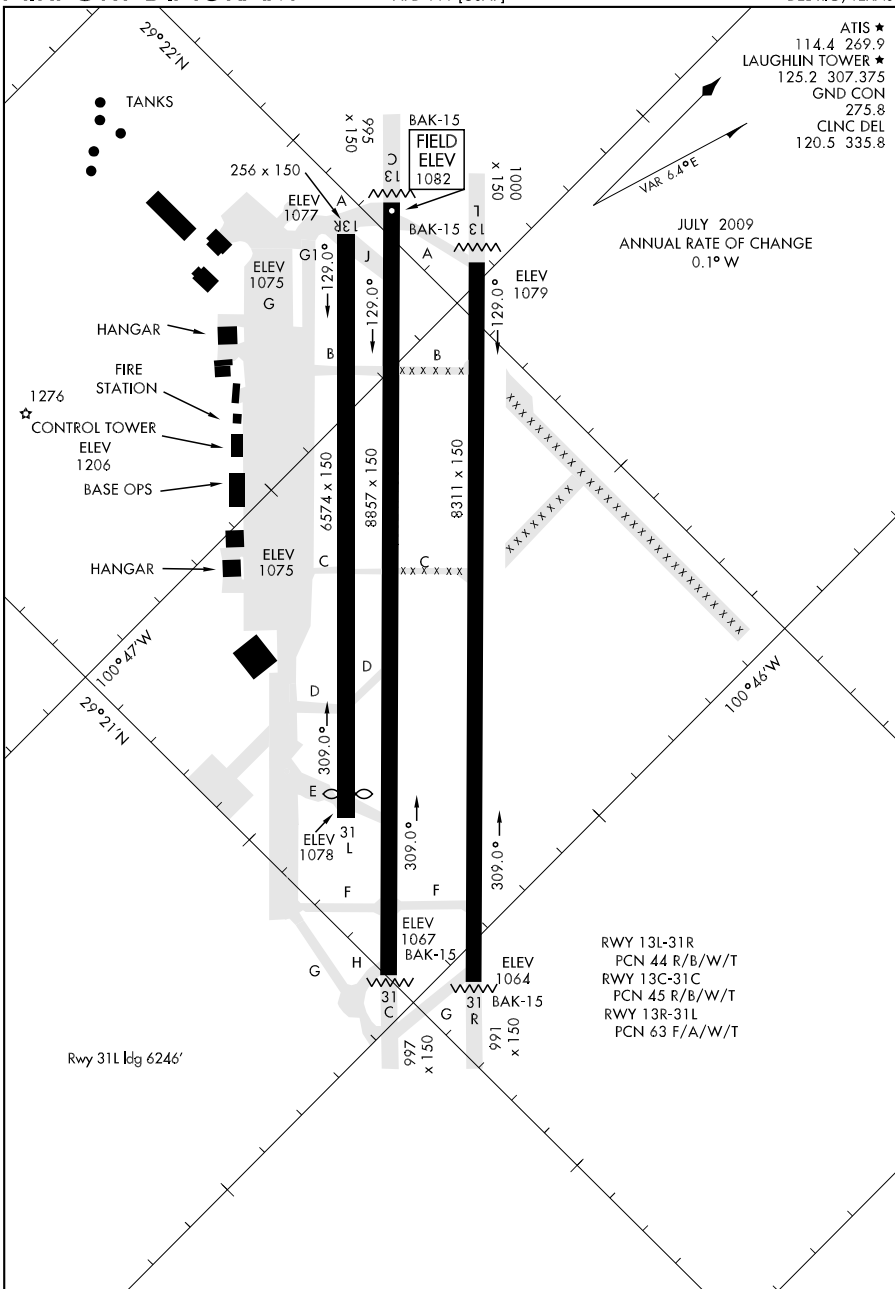 ATIS ★
114.4 269.9
LAUGHLIN TOWER ★
125.2 307.375
GND CON
275.8
CLNC DEL
120.5 335.8
VAR 6.4°E
JULY 2009
ANNUAL RATE OF CHANGE
0.1° W
29°22'N
TANKS
995
x 150
BAK-15
FIELD
ELEV
1082
C
13
1000
x 150
L
13
256 x 150
ELEV
1077
A
13R
BAK-15
G1
129.0°
J
129.0°
A
129.0°
ELEV
1079
ELEV
1075
G
HANGAR
B
B
x x x x x x
FIRE
STATION
1276
CONTROL TOWER
ELEV
1206
BASE OPS
6574 x 150
8857 x 150
8311 x 150
HANGAR
ELEV
1075
C
C
x x x x x x
100°47'W
29°21'N
100°46'W
D
D
309.0°
E
ELEV
1078
31
L
309.0°
309.0°
F
F
ELEV
1067
BAK-15
ELEV
1064
BAK-15
G
H
31
C
G
31
R
997
x 150
991
x 150
RWY 13L-31R
PCN 44 R/B/W/T
RWY 13C-31C
PCN 45 R/B/W/T
RWY 13R-31L
PCN 63 F/A/W/T
Rwy 31L ldg 6246'